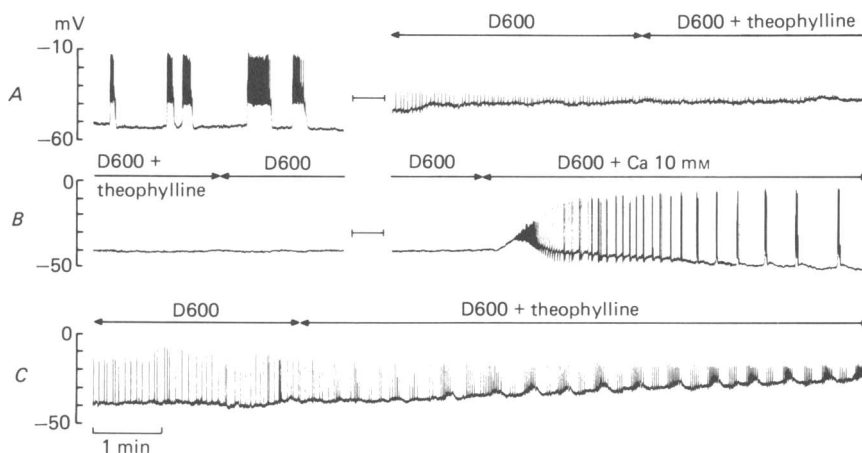 mV
D600
D600 + theophylline
−10
A
−60
D600 +
theophylline
D600
D600
D600 + Ca 10 mM
0
B
−50
D600
D600 + theophylline
0
C
−50
1 min